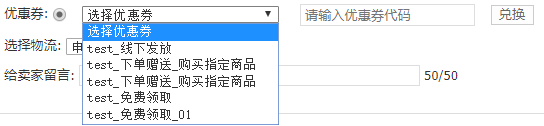 优惠券: 选择优惠券 请输入优惠券代码 兑换
选择优惠券
选择物流: 申
test_线下发放
test_下单赠送_购买指定商品
给卖家留言: test_下单赠送_购买指定商品 50/50
test_免费领取
test_免费领取_01